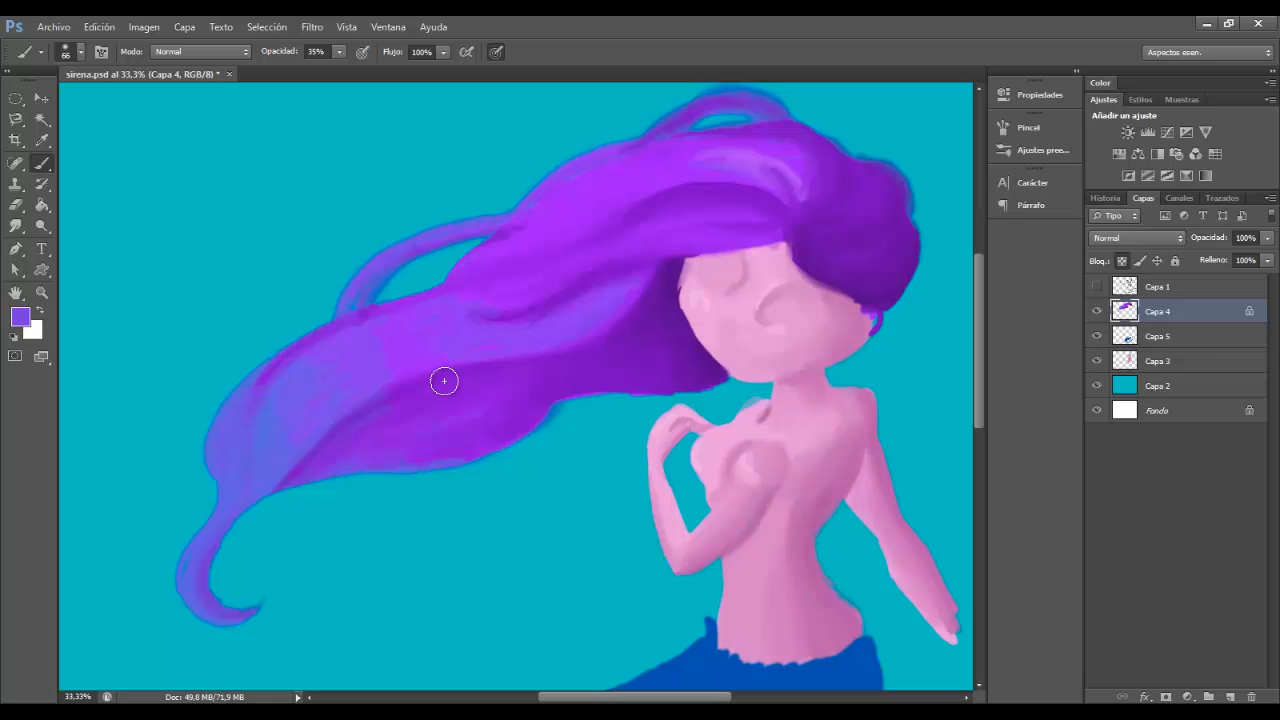 Ps Archivo Edición Imagen Capa Texto Selección Filtro Vista Ventana Ayuda
66 Modo: Normal Opacidad: 35% Flujo: 100% Aspectos esen.
sirena.psd al 33,3% (Capa 4, RGB/8) * ×
Propiedades
Pincel
Ajustes pree...
Carácter
Párrafo
Color
Ajustes Estilos Muestras
Añadir un ajuste
Historia Capas Canales Trazados
Tipo
Normal Opacidad: 100%
Bloq.: Relleno: 100%
Capa 1
Capa 4
Capa 5
Capa 3
Capa 2
Fondo
33,33% Doc: 49,8 MB/71,9 MB